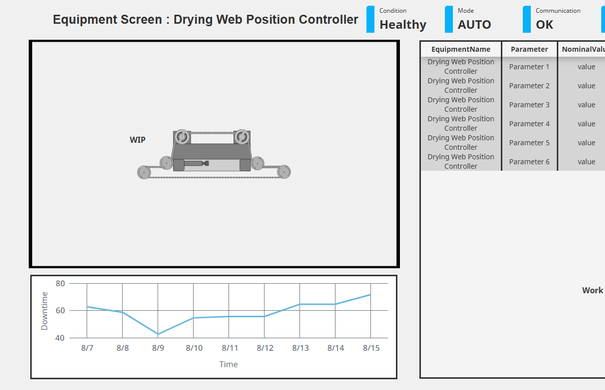 Equipment Screen : Drying Web Position Controller
Condition
Healthy
Mode
AUTO
Communication
OK
WIP
EquipmentName Parameter NominalValu
Drying Web Position
Controller
Parameter 1 value
Drying Web Position
Controller
Parameter 2 value
Drying Web Position
Controller
Parameter 3 value
Drying Web Position
Controller
Parameter 4 value
Drying Web Position
Controller
Parameter 5 value
Drying Web Position
Controller
Parameter 6 value
Work
80
60
40
Downtime
8/7 8/8 8/9 8/10 8/11 8/12 8/13 8/14 8/15
Time